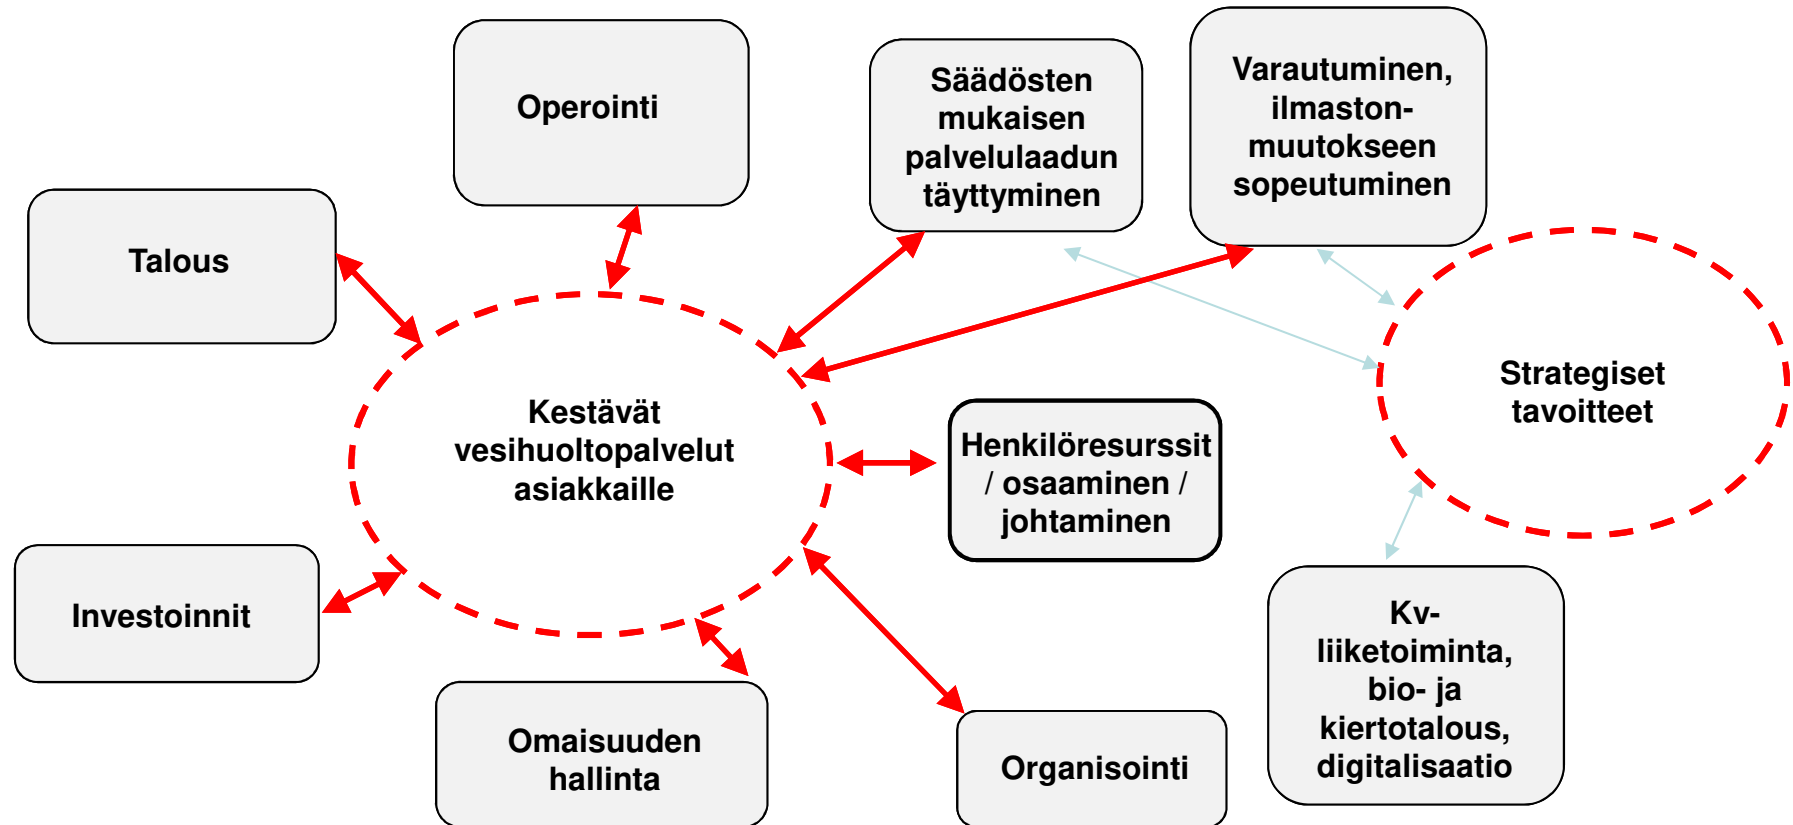 Operointi
Säädösten
mukaisen
palvelulaadun
täyttyminen
Varautuminen,
ilmaston-
muutokseen
sopeutuminen
Talous
Strategiset
tavoitteet
Kestävät
vesihuoltopalvelut
asiakkaille
Henkilöresurssit
/ osaaminen /
johtaminen
Investoinnit
Kv-
liiketoiminta,
bio- ja
kiertotalous,
digitalisaatio
Omaisuuden
hallinta
Organisointi